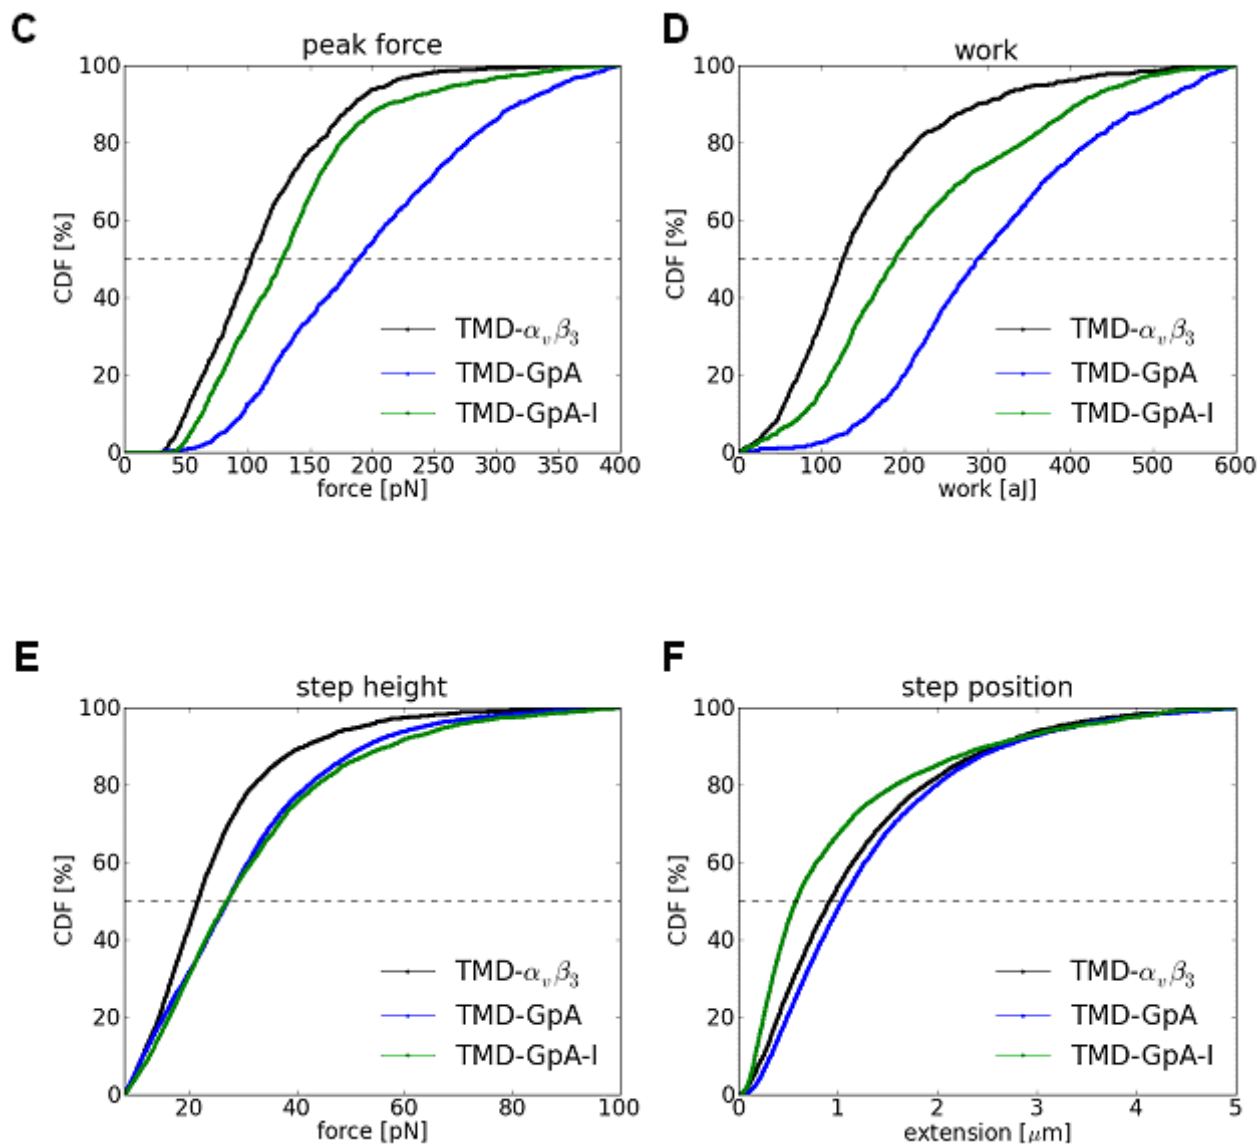 C
peak force
CDF [%]
100
80
60
40
20
0
TMD-αvβ3
TMD-GpA
TMD-GpA-I
0 50 100 150 200 250 300 350 400
force [pN]
D
work
CDF [%]
100
80
60
40
20
0
TMD-αvβ3
TMD-GpA
TMD-GpA-I
0 100 200 300 400 500 600
work [aJ]
E
step height
CDF [%]
100
80
60
40
20
0
TMD-αvβ3
TMD-GpA
TMD-GpA-I
20 40 60 80 100
force [pN]
F
step position
CDF [%]
100
80
60
40
20
0
TMD-αvβ3
TMD-GpA
TMD-GpA-I
0 1 2 3 4 5
extension [μm]